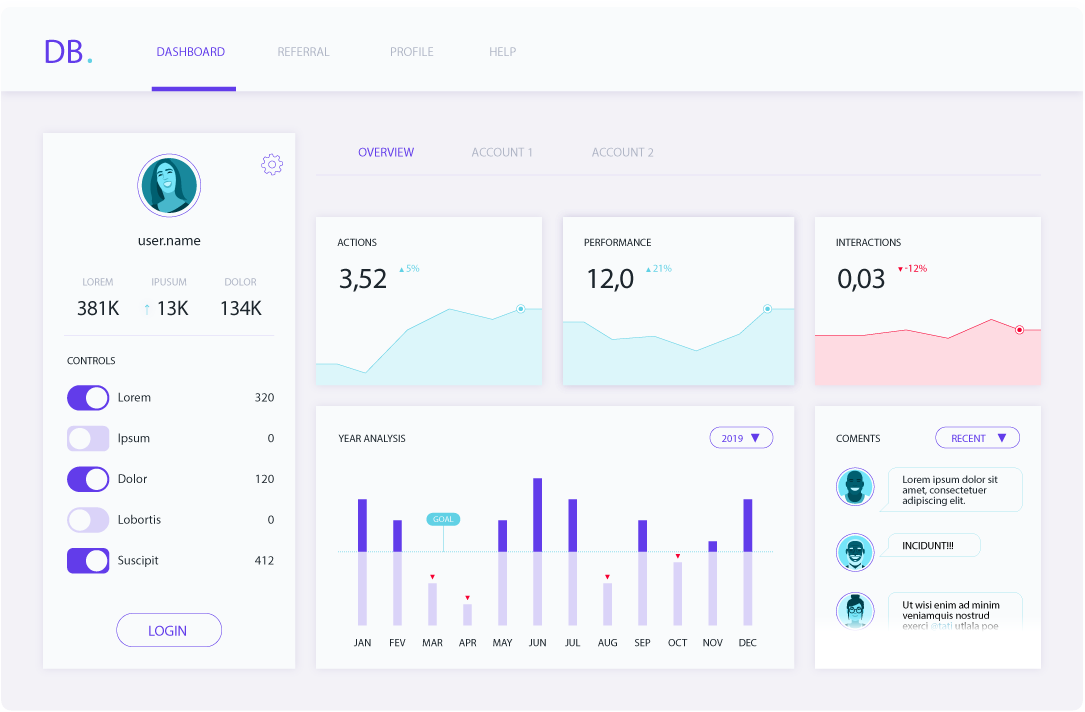 DB.
DASHBOARD
REFERRAL
PROFILE
HELP
user.name
LOREM
IPUSUM
DOLOR
381K
↑ 13K
134K
CONTROLS
Lorem
320
Ipsum
0
Dolor
120
Lobortis
0
Suscipit
412
LOGIN
OVERVIEW
ACCOUNT 1
ACCOUNT 2
ACTIONS
3,52
▲5%
PERFORMANCE
12,0
▲21%
INTERACTIONS
0,03
▼-12%
YEAR ANALYSIS
2019 ▼
GOAL
JAN
FEV
MAR
APR
MAY
JUN
JUL
AUG
SEP
OCT
NOV
DEC
COMENTS
RECENT ▼
Lorem ipsum dolor sit
amet, consectetuer
adipiscing elit.
INCIDUNT!!!
Ut wisi enim ad minim
veniamquis nostrud
exerci @tati utlala poe